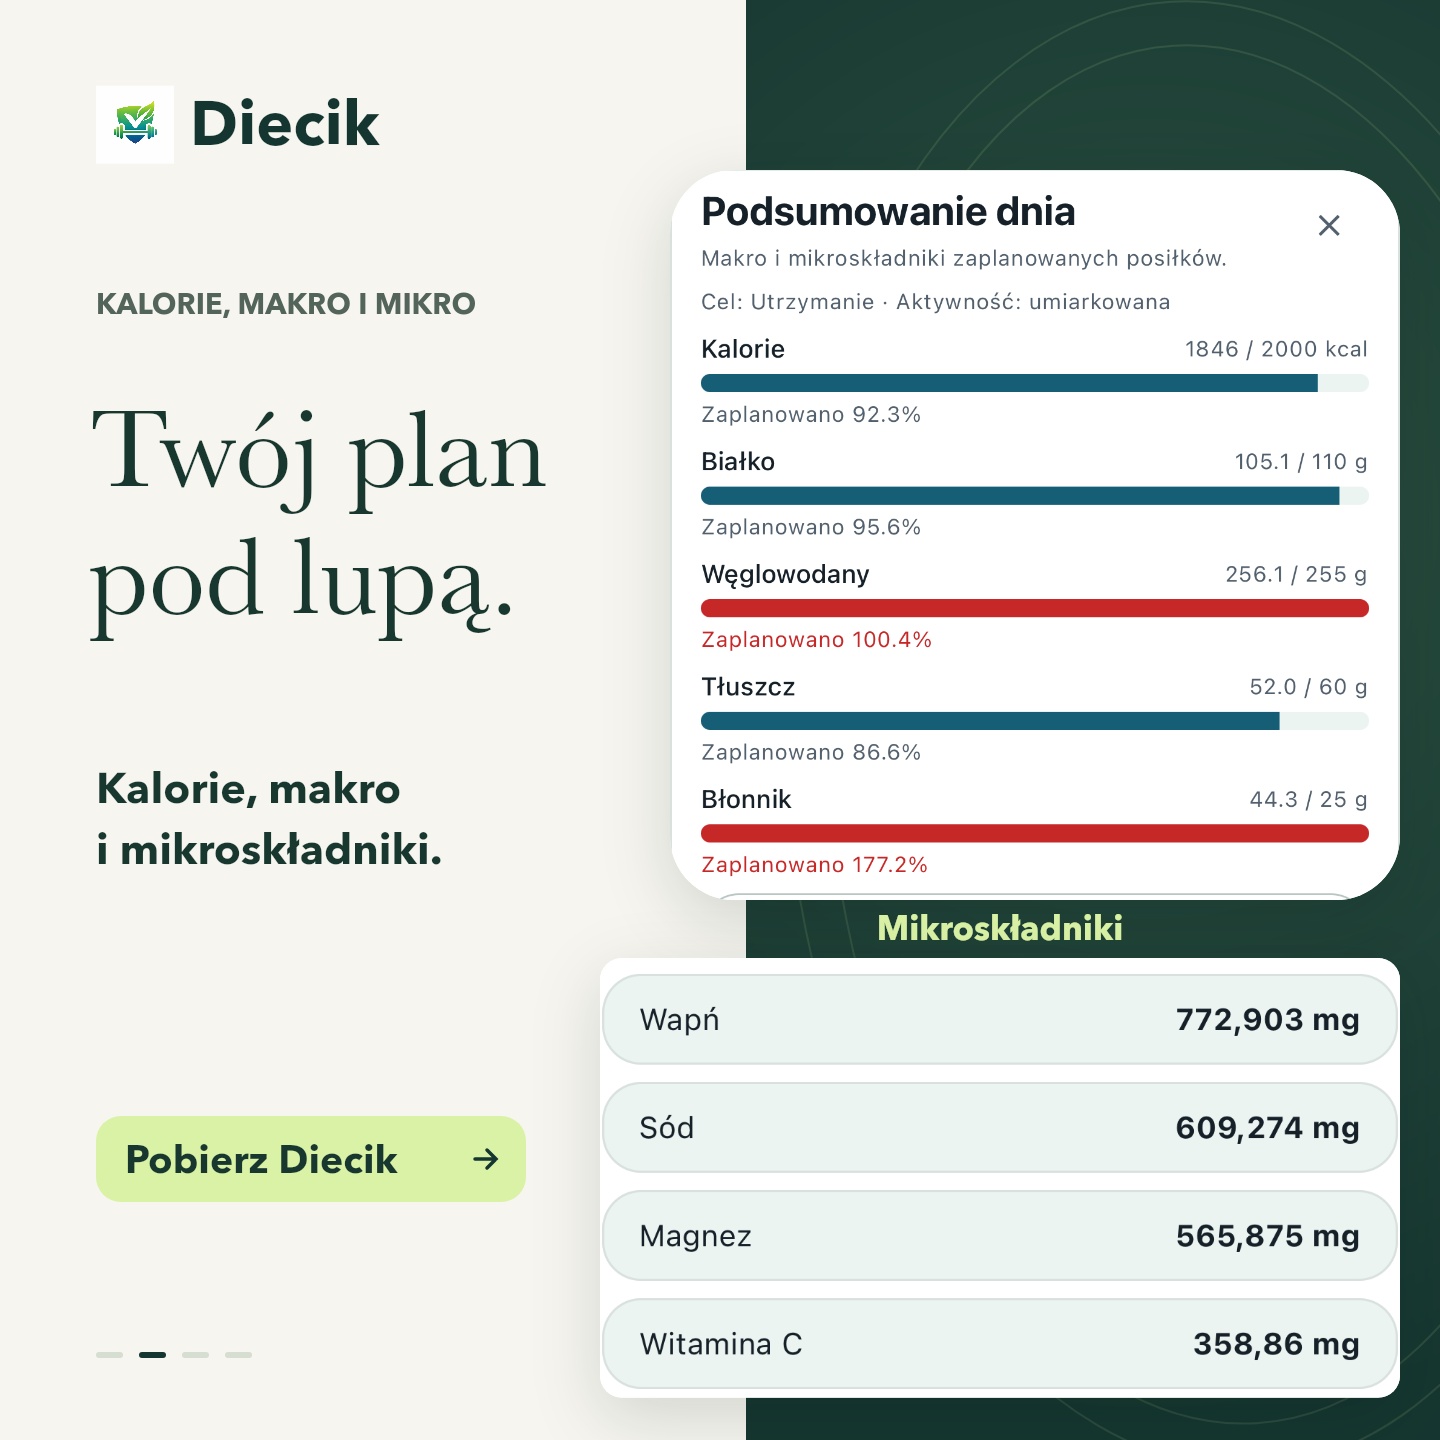 Diecik
KALORIE, MAKRO I MIKRO
Twój plan
pod lupą.
Kalorie, makro
i mikroskładniki.
Pobierz Diecik →
Podsumowanie dnia
Makro i mikroskładniki zaplanowanych posiłków.
Cel: Utrzymanie · Aktywność: umiarkowana
Kalorie 1846 / 2000 kcal
Zaplanowano 92.3%
Białko 105.1 / 110 g
Zaplanowano 95.6%
Węglowodany 256.1 / 255 g
Zaplanowano 100.4%
Tłuszcz 52.0 / 60 g
Zaplanowano 86.6%
Błonnik 44.3 / 25 g
Zaplanowano 177.2%
Mikroskładniki
Wapń 772,903 mg
Sód 609,274 mg
Magnez 565,875 mg
Witamina C 358,86 mg